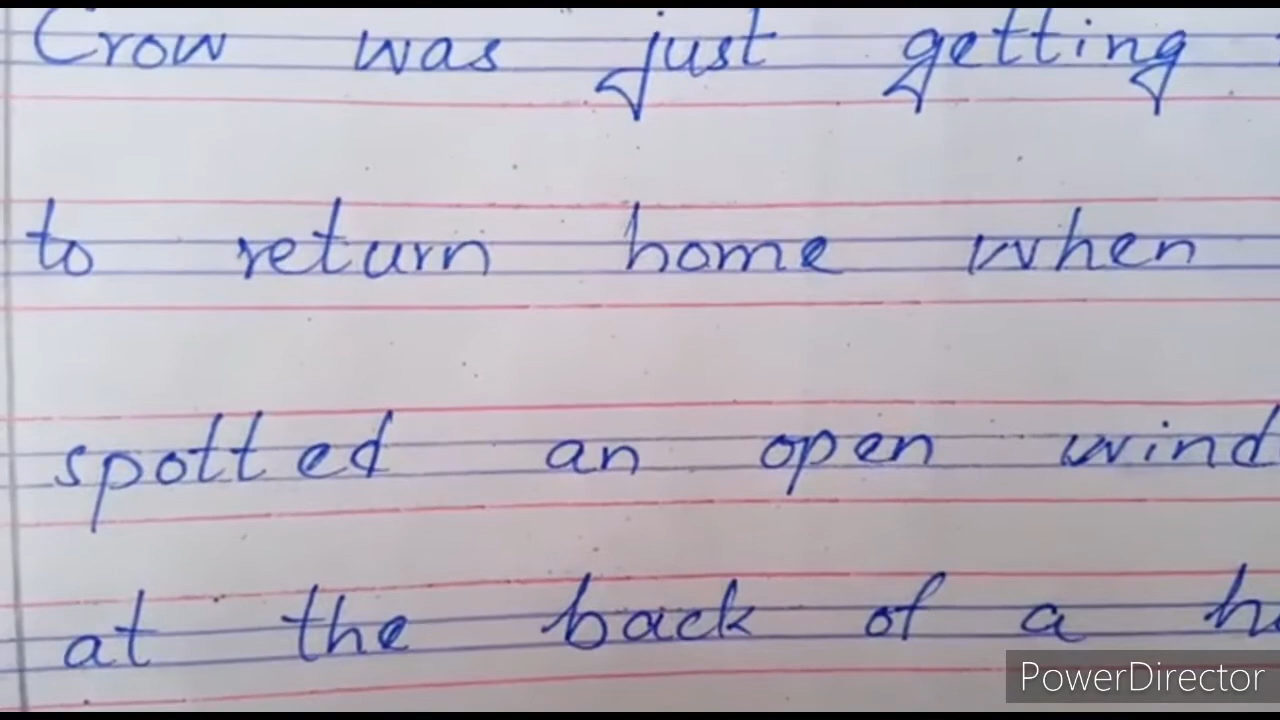 Crow was just getting
to return home when
spotted an open wind
at the back of a h
PowerDirector